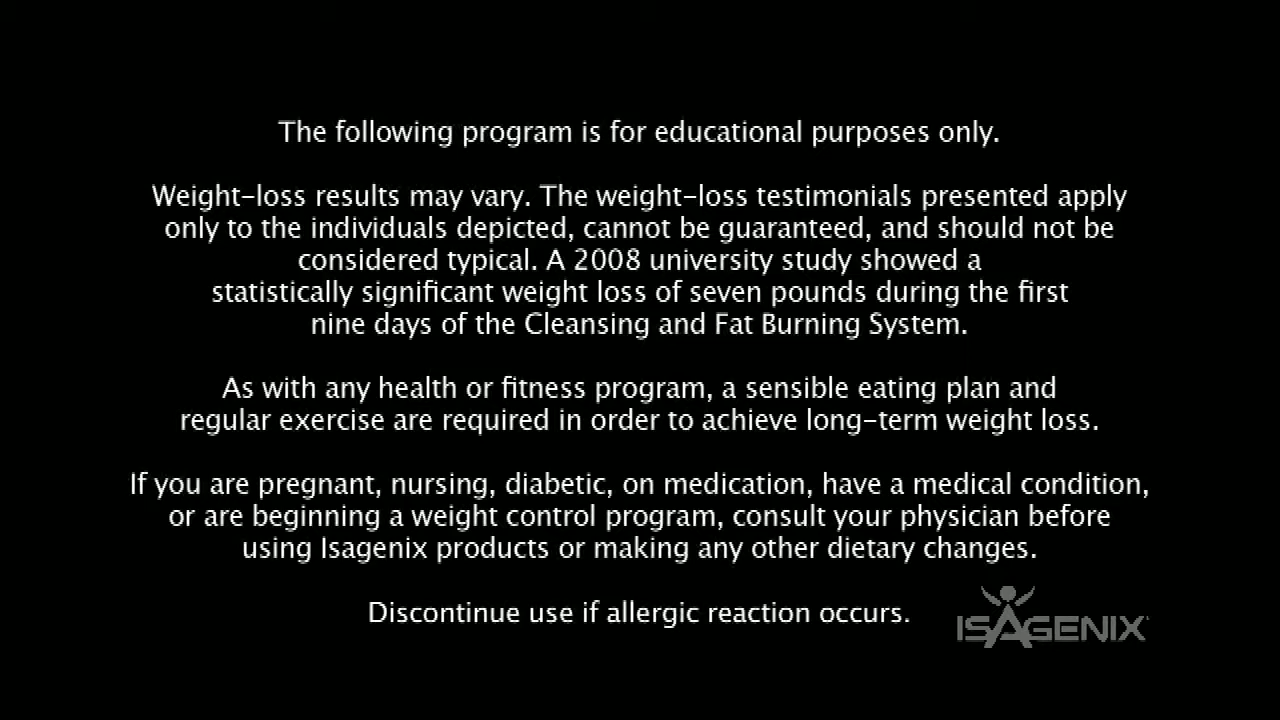 The following program is for educational purposes only.
Weight-loss results may vary. The weight-loss testimonials presented apply
only to the individuals depicted, cannot be guaranteed, and should not be
considered typical. A 2008 university study showed a
statistically significant weight loss of seven pounds during the first
nine days of the Cleansing and Fat Burning System.
As with any health or fitness program, a sensible eating plan and
regular exercise are required in order to achieve long-term weight loss.
If you are pregnant, nursing, diabetic, on medication, have a medical condition,
or are beginning a weight control program, consult your physician before
using Isagenix products or making any other dietary changes.
Discontinue use if allergic reaction occurs.
ISAGENIX